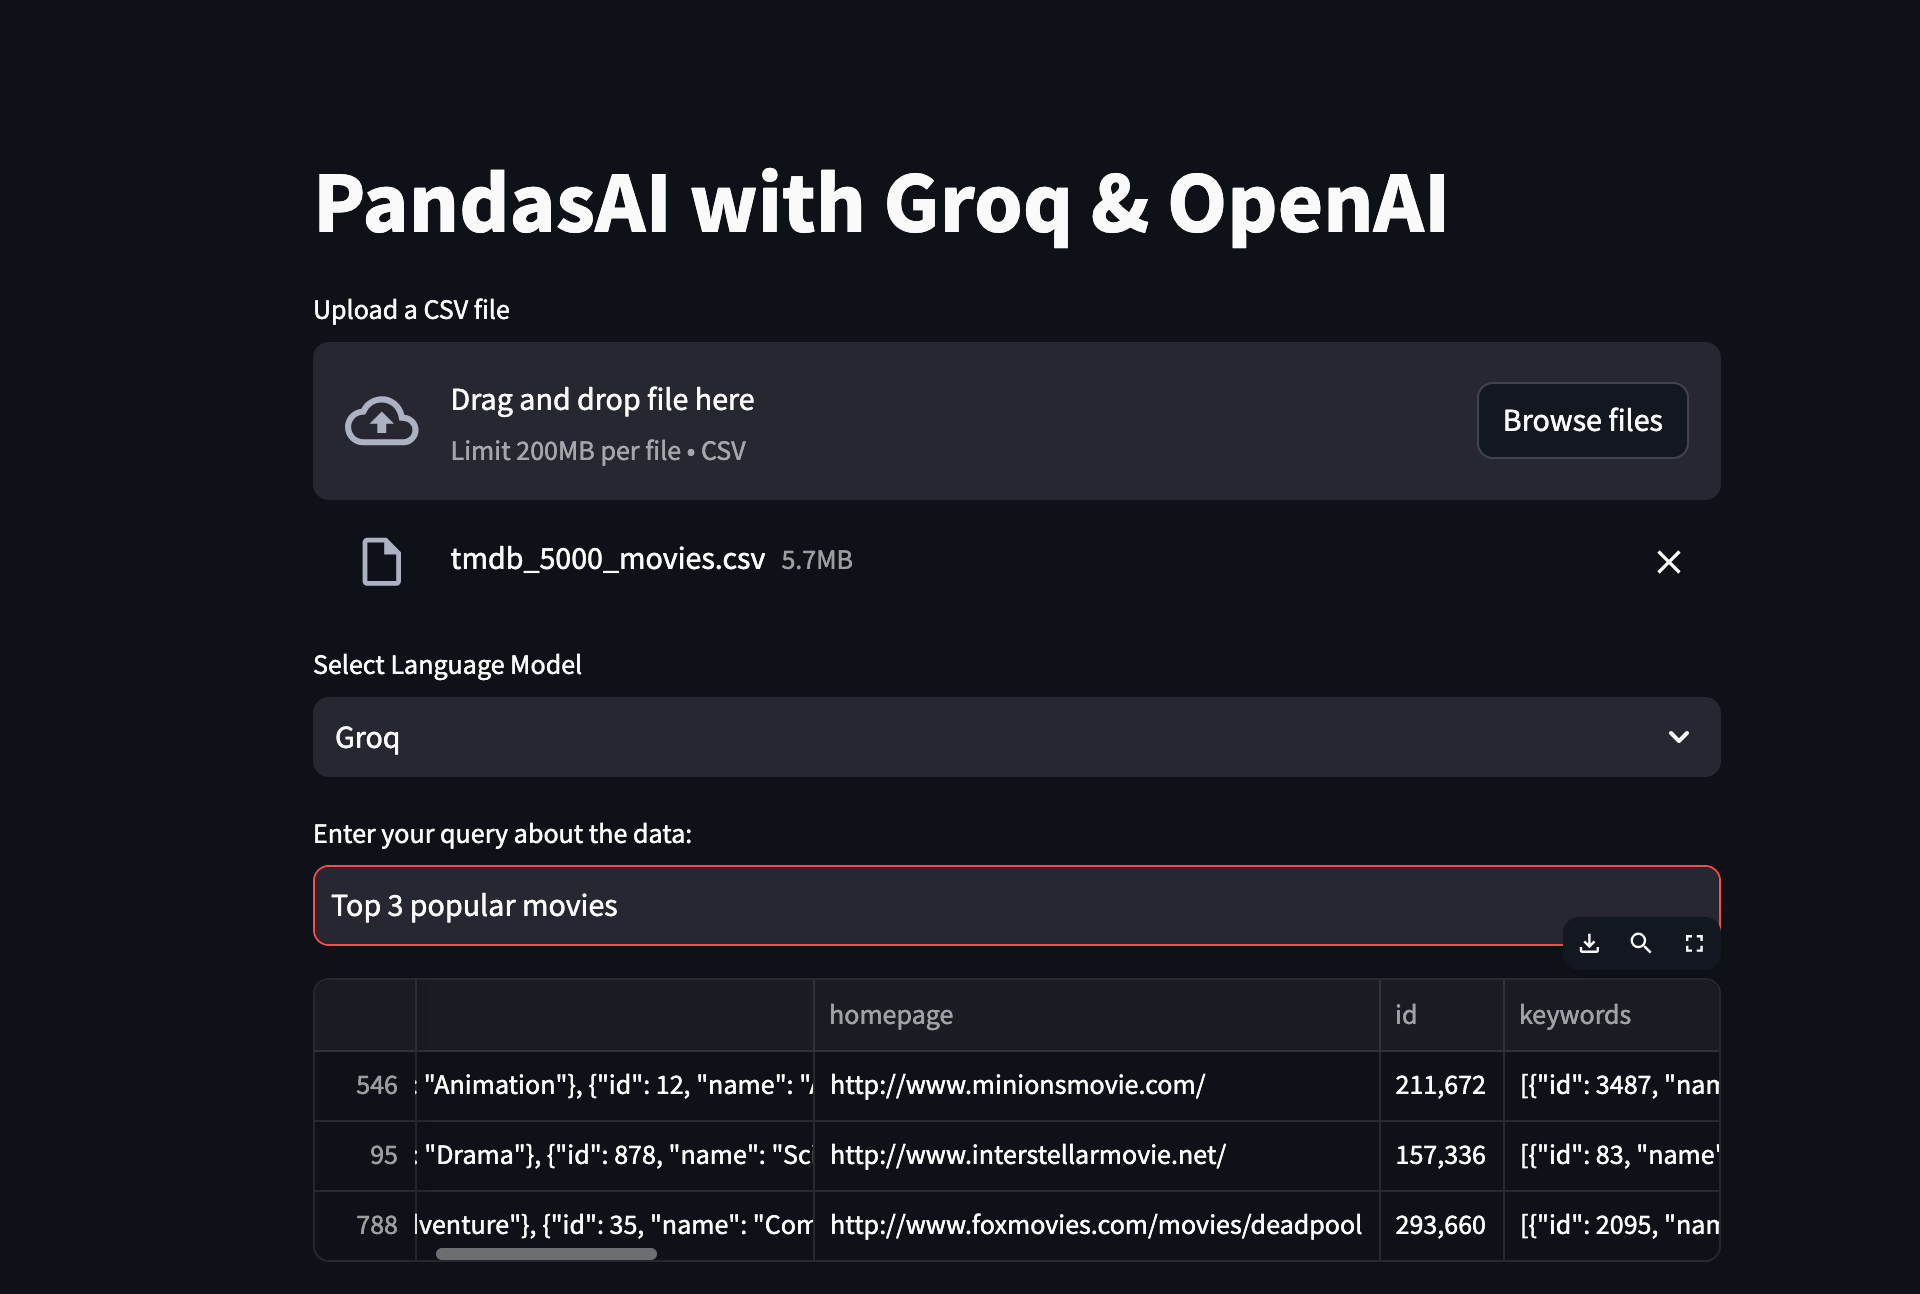 PandasAI with Groq & OpenAI
Upload a CSV file
Drag and drop file here
Limit 200MB per file • CSV
Browse files
tmdb_5000_movies.csv 5.7MB
Select Language Model
Groq
Enter your query about the data:
Top 3 popular movies
homepage id keywords
546 : "Animation"}, {"id": 12, "name": "A http://www.minionsmovie.com/ 211,672 [{"id": 3487, "nam
95 : "Drama"}, {"id": 878, "name": "Sci http://www.interstellarmovie.net/ 157,336 [{"id": 83, "name"
788 lventure"}, {"id": 35, "name": "Com http://www.foxmovies.com/movies/deadpool 293,660 [{"id": 2095, "nam